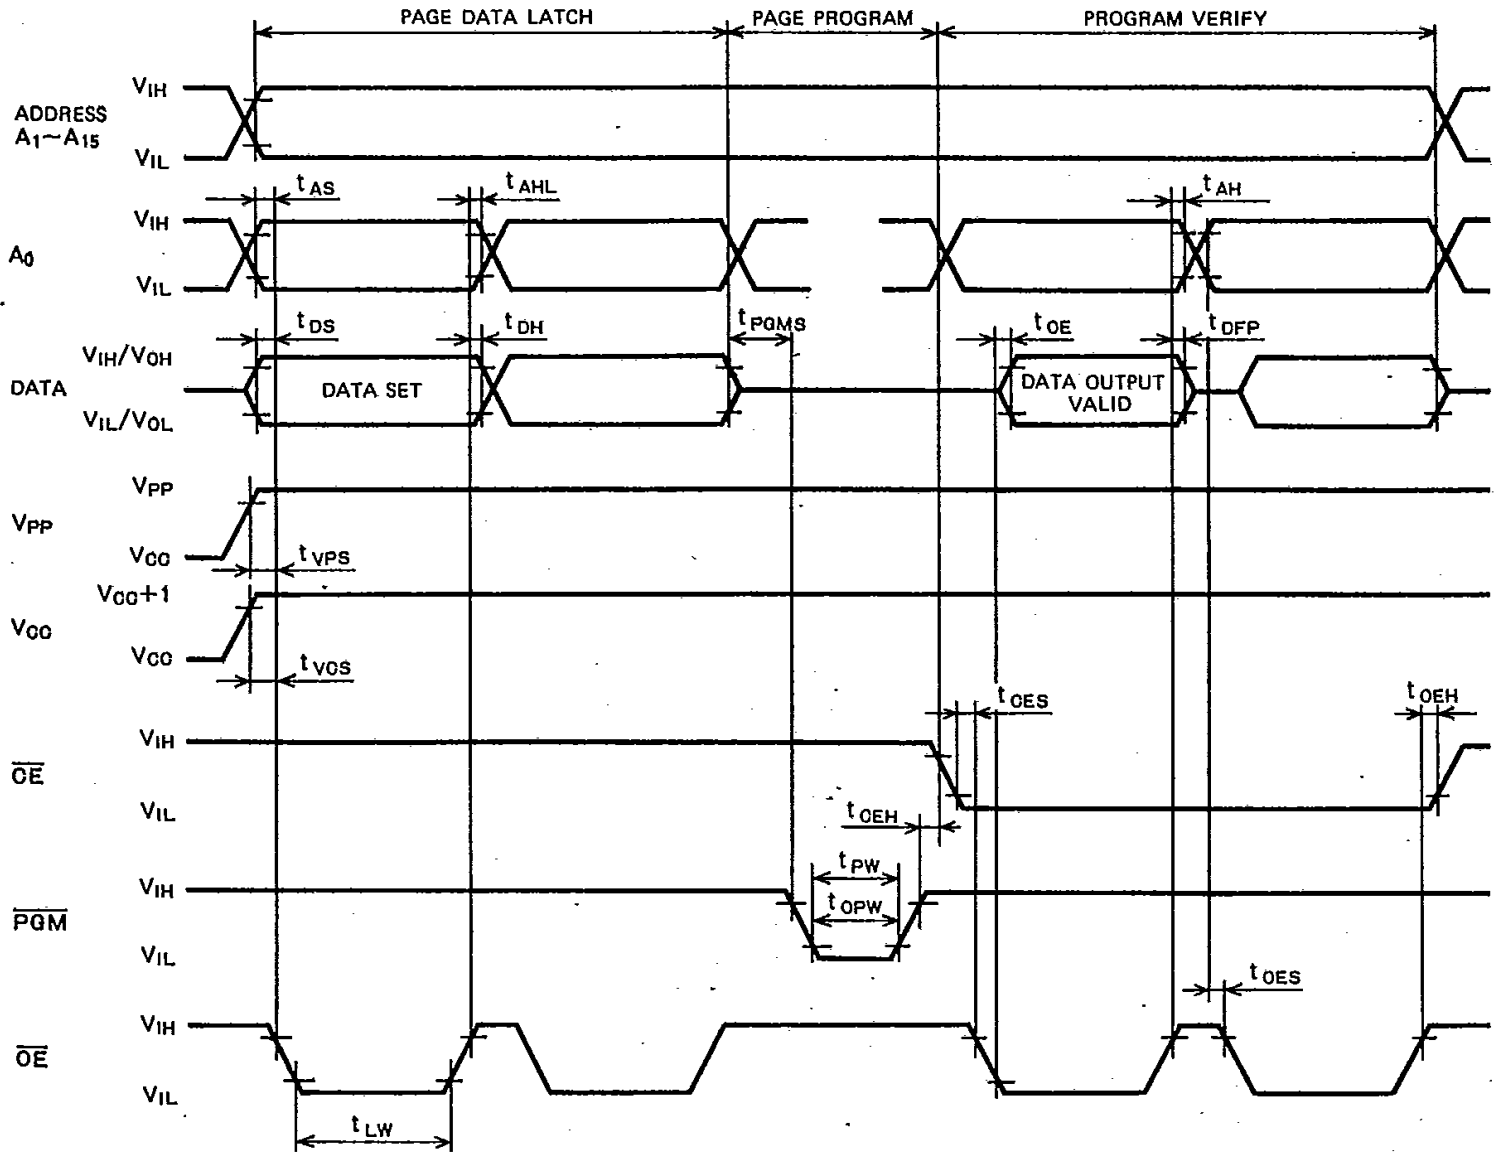 PAGE DATA LATCH PAGE PROGRAM PROGRAM VERIFY
VIH
ADDRESS
A1~A15
VIL
tAS tAHL tAH
VIH
A0
VIL
tDS tDH tPGMS tOE tDFP
VIH/VOH
DATA DATA SET DATA OUTPUT
VALID
VIL/VOL
VPP
VPP
VCC tVPS
VCC+1
VCC
VCC tVCS
tCES tOEH
VIH
CE
VIL
tCEH
VIH tPW
PGM tOPW
VIL
tOES
VIH
OE
VIL
tLW